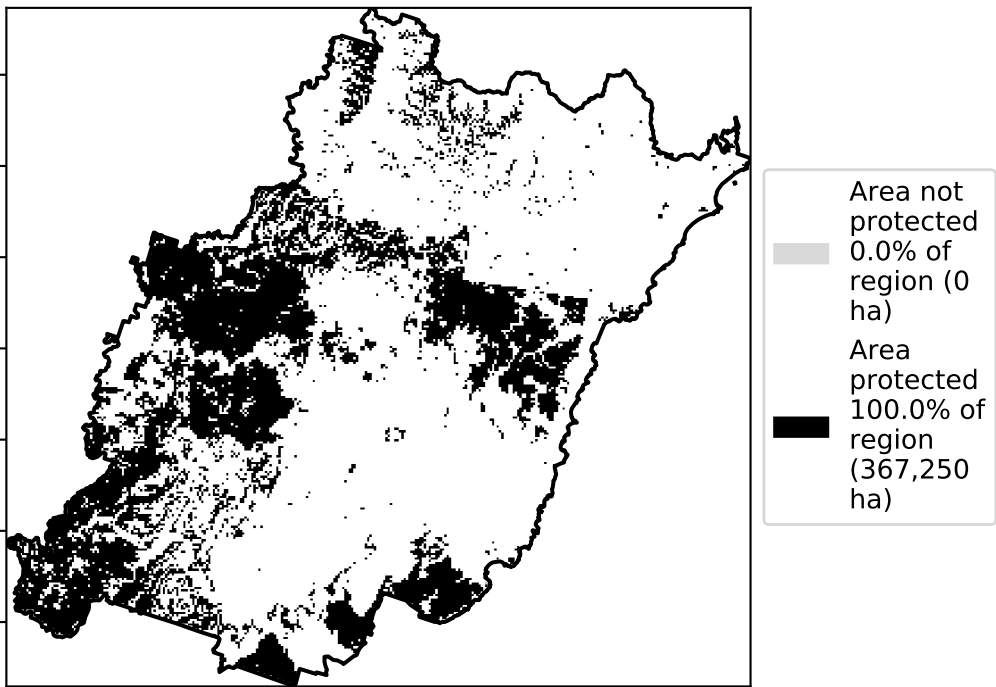 Area not
protected
0.0% of
region (0
ha)
Area
protected
100.0% of
region
(367,250
ha)